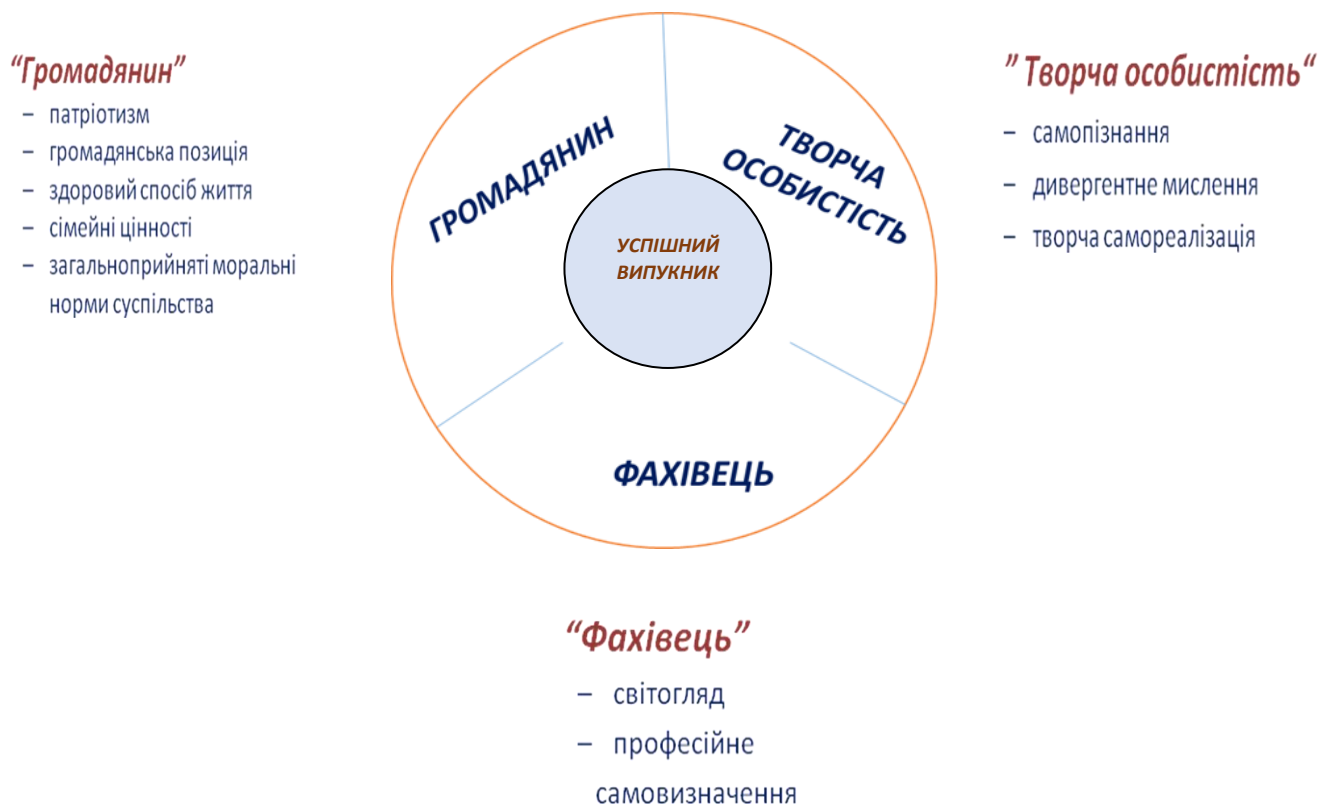 “Громадянин”
– патріотизм
– громадянська позиція
– здоровий спосіб життя
– сімейні цінності
– загальноприйняті моральні
норми суспільства
ГРОМАДЯНИН
ТВОРЧА
ОСОБИСТІСТЬ
УСПІШНИЙ
ВИПУКНИК
ФАХІВЕЦЬ
” Творча особистість“
– самопізнання
– дивергентне мислення
– творча самореалізація
“Фахівець”
– світогляд
– професійне
самовизначення